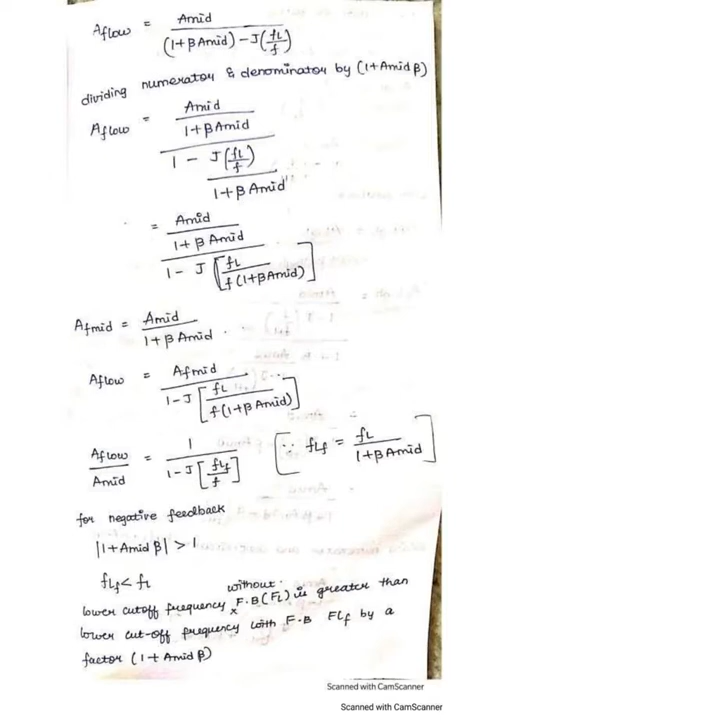 Aflow = Amid / (1+βAmid) - J(fL/f)
dividing numerator & denominator by (1+Amid β)
Aflow = (Amid / 1+βAmid) / (1 - J(fL/f) / 1+βAmid)
= (Amid / 1+βAmid) / (1 - J[fL / f(1+βAmid)])
Afmid = Amid / 1+βAmid
Aflow = Afmid / 1-J[fL / f(1+βAmid)]
Aflow / Amid = 1 / 1-J[fLf / f] [∵ fLf = fL / 1+βAmid]
for negative feedback
|1+Amid β| > 1
fLf < fL
without
lower cutoff frequency x F.B (FL) is greater than
lower cut-off frequency with F.B FLf by a
factor (1+Amid β)
Scanned with CamScanner
Scanned with CamScanner